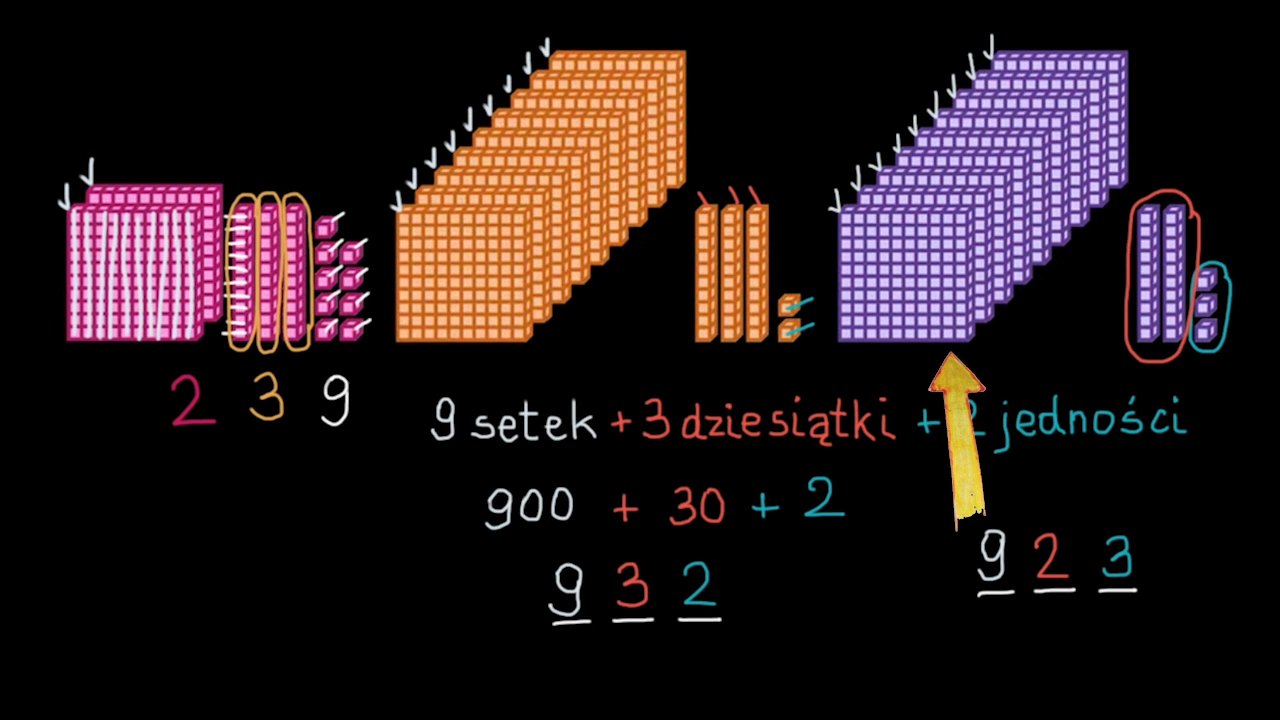 2 3 9
9 setek + 3 dziesiątki + 2 jedności
900 + 30 + 2
9 3 2
9 2 3